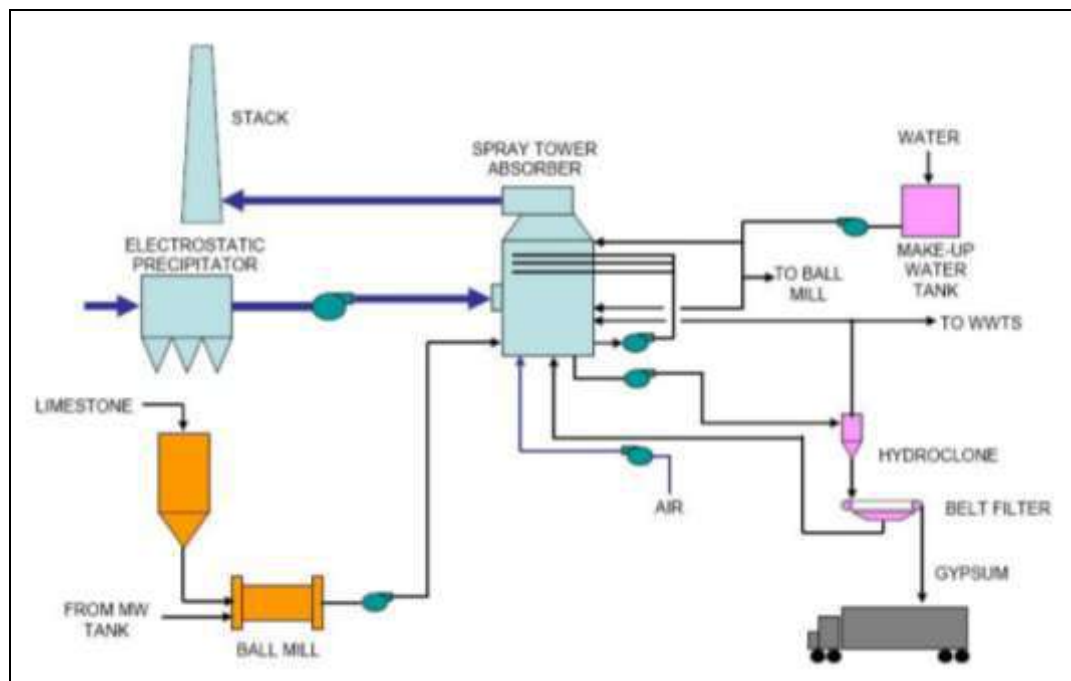 STACK
SPRAY TOWER
ABSORBER
WATER
ELECTROSTATIC
PRECIPITATOR
MAKE-UP
WATER
TANK
TO BALL
MILL
TO WWTS
LIMESTONE
HYDROCLONE
AIR
BELT FILTER
GYPSUM
FROM MW
TANK
BALL MILL